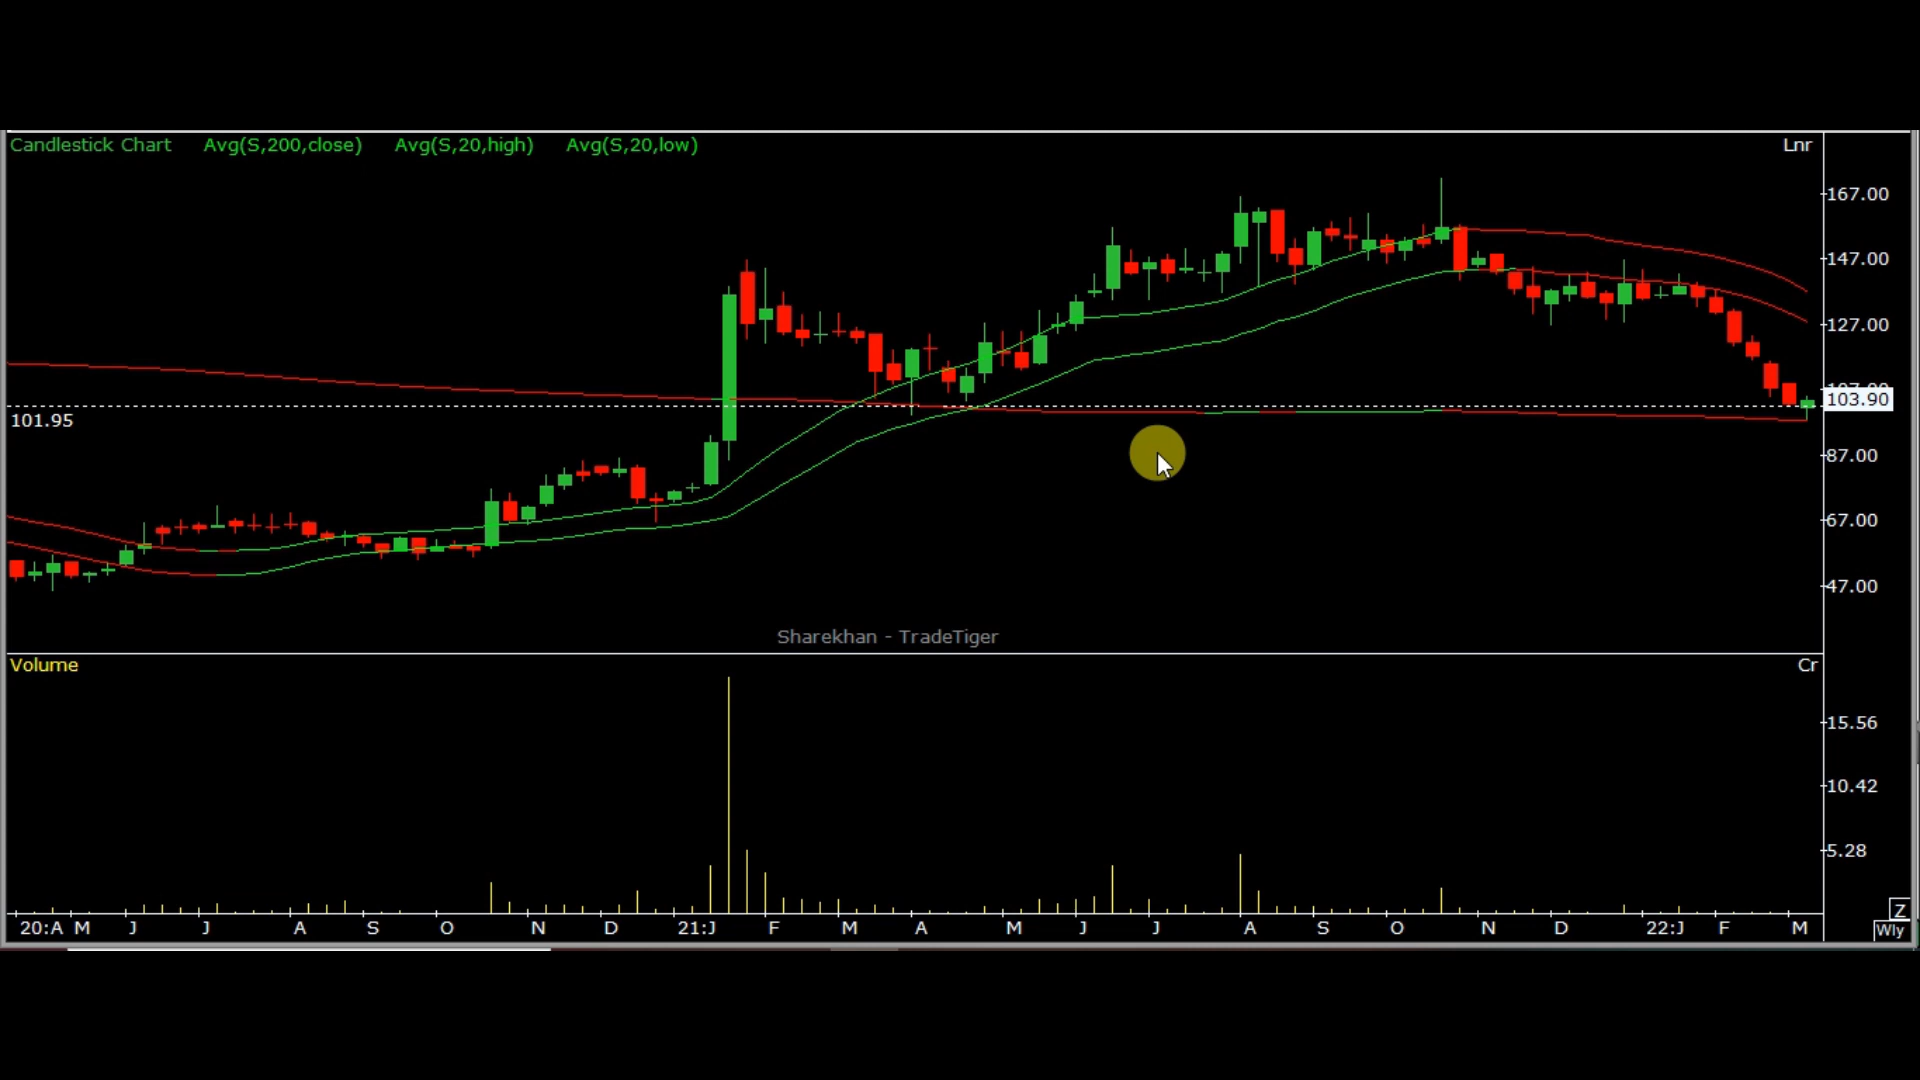 Candlestick Chart Avg(S,200,close) Avg(S,20,high) Avg(S,20,low) Lnr
167.00
147.00
127.00
103.90
101.95
87.00
67.00
47.00
Sharekhan - TradeTiger
Volume Cr
15.56
10.42
5.28
Z
20:A M J J A S O N D 21:J F M A M J J A S O N D 22:J F M Wly